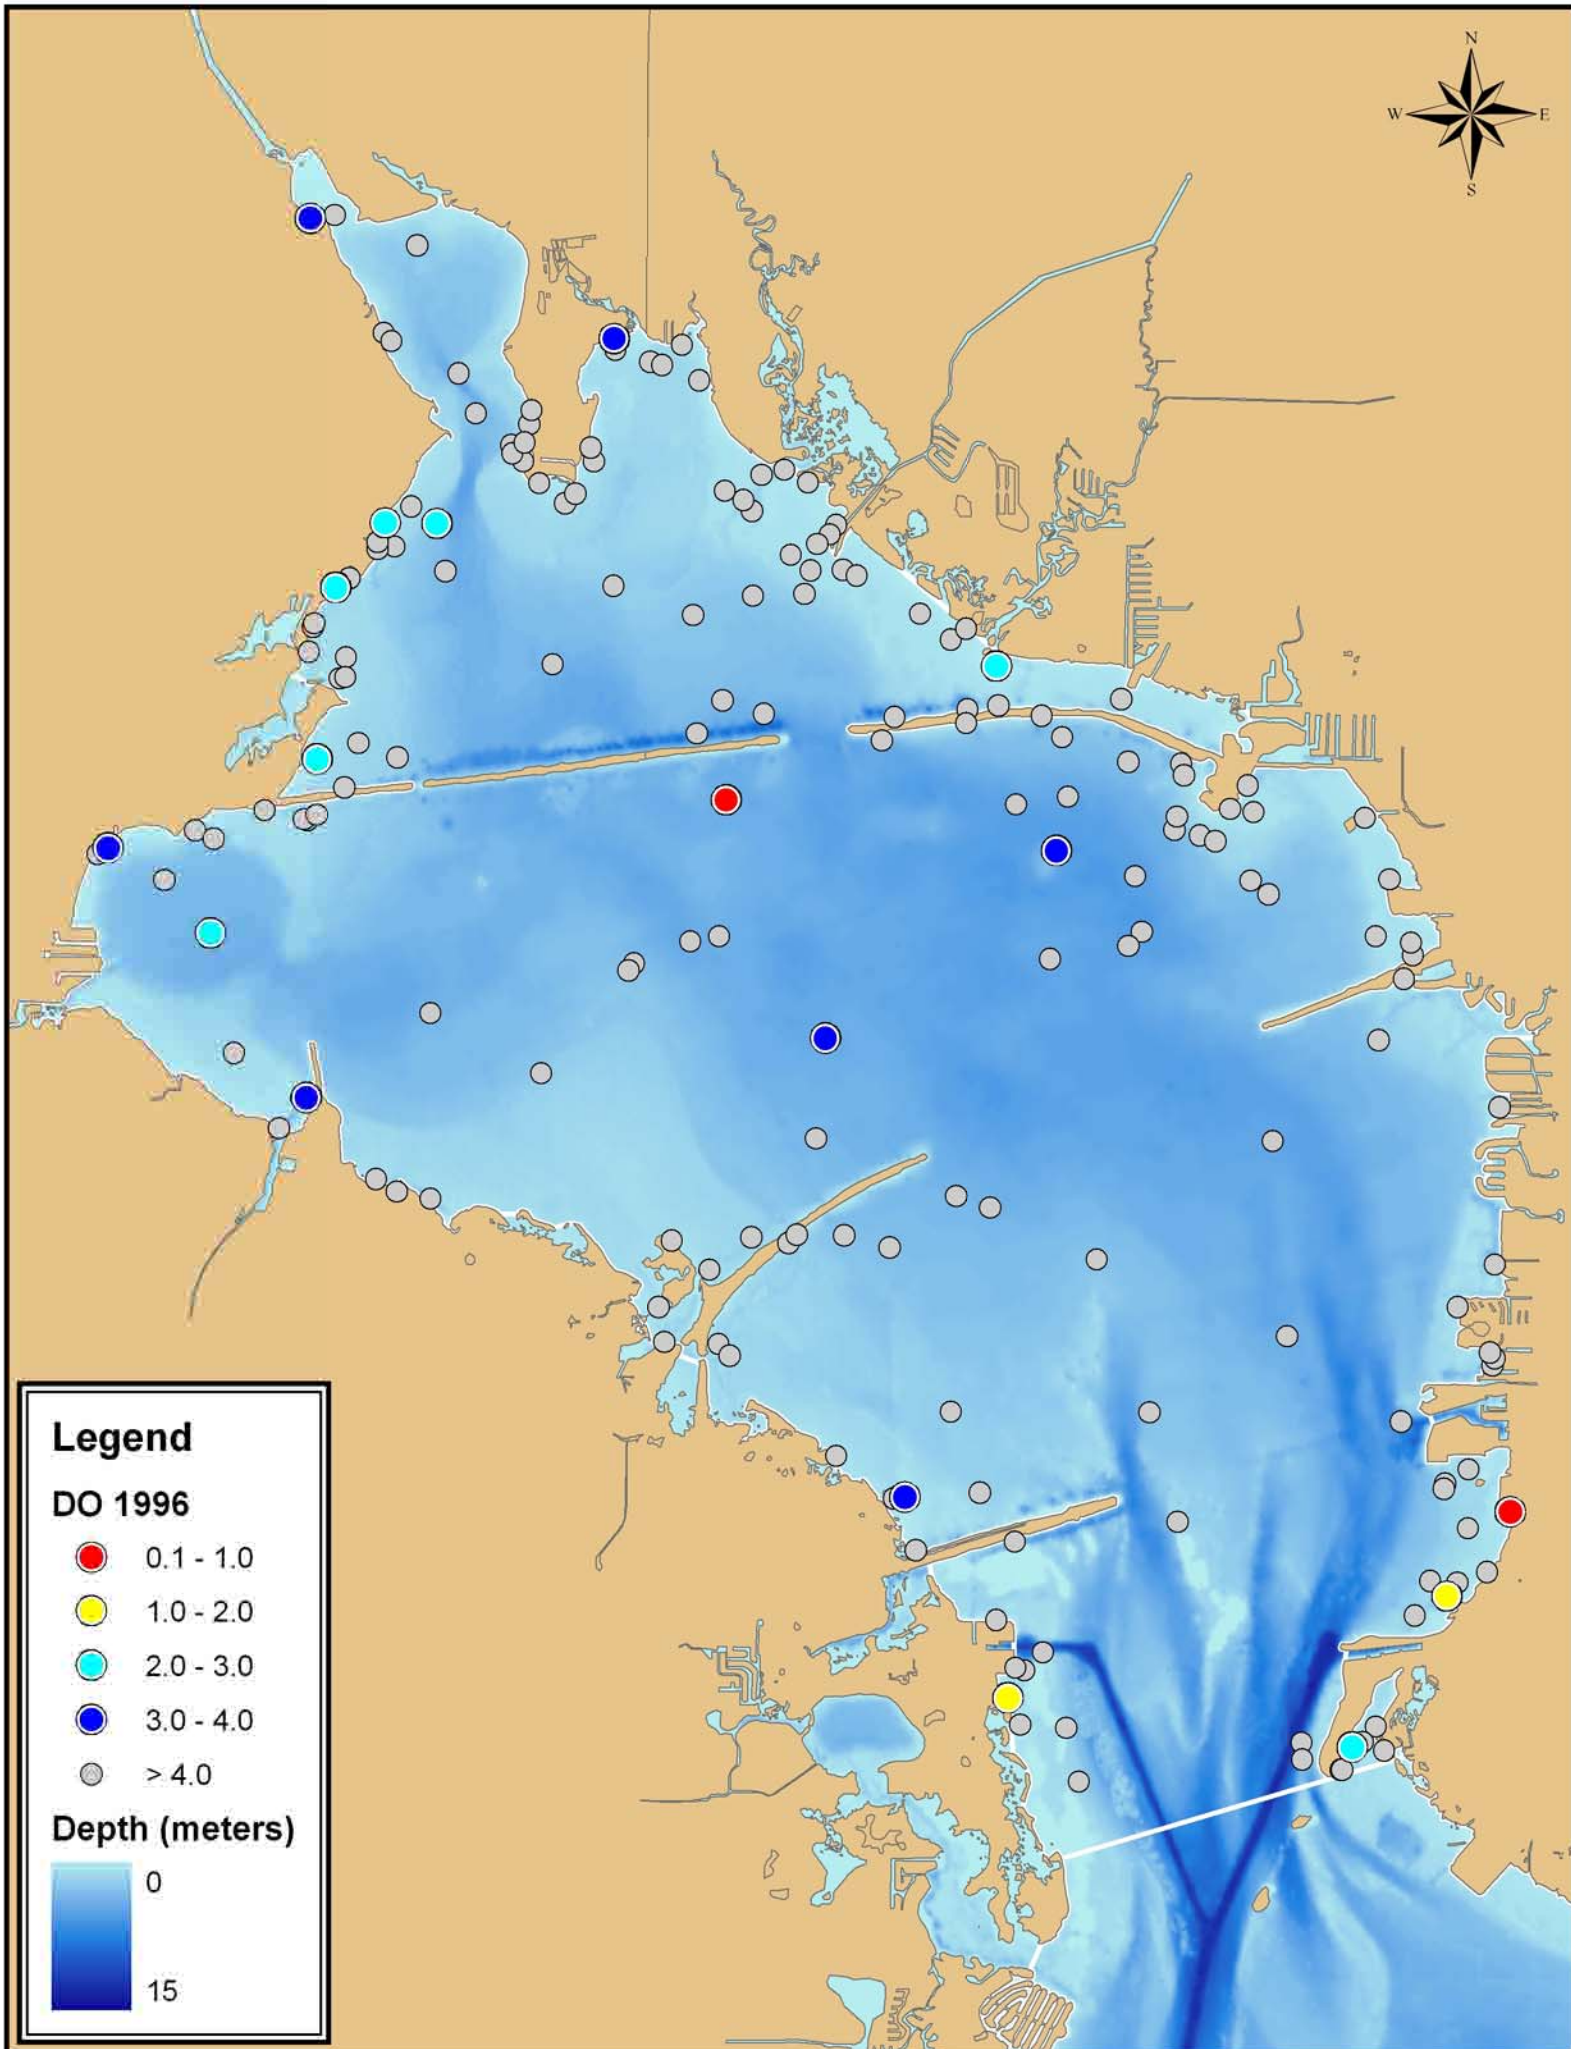 N
W E
S
Legend
DO 1996
0.1 - 1.0
1.0 - 2.0
2.0 - 3.0
3.0 - 4.0
> 4.0
Depth (meters)
0
15